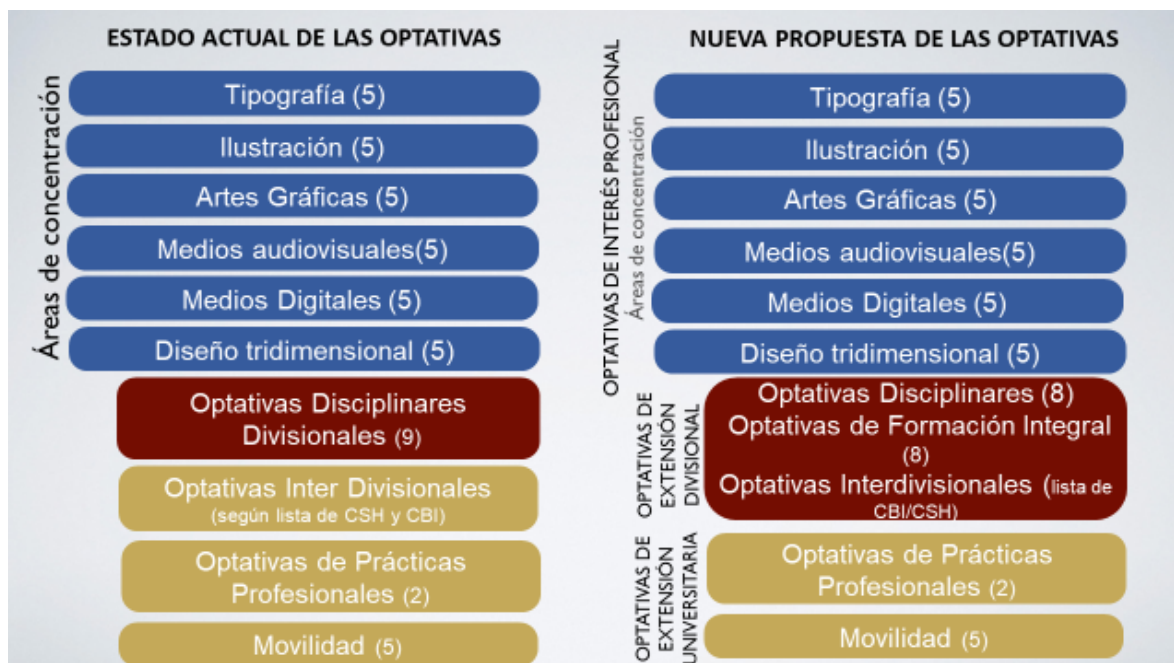 ESTADO ACTUAL DE LAS OPTATIVAS
Áreas de concentración
Tipografía (5)
Ilustración (5)
Artes Gráficas (5)
Medios audiovisuales(5)
Medios Digitales (5)
Diseño tridimensional (5)
Optativas Disciplinares
Divisionales (9)
Optativas Inter Divisionales
(según lista de CSH y CBI)
Optativas de Prácticas
Profesionales (2)
Movilidad (5)
NUEVA PROPUESTA DE LAS OPTATIVAS
OPTATIVAS DE INTERÉS PROFESIONAL
Áreas de concentración
Tipografía (5)
Ilustración (5)
Artes Gráficas (5)
Medios audiovisuales(5)
Medios Digitales (5)
Diseño tridimensional (5)
OPTATIVAS DE
EXTENSIÓN
DIVISIONAL
Optativas Disciplinares (8)
Optativas de Formación Integral
(8)
Optativas Interdivisionales (lista de
CBI/CSH)
OPTATIVAS DE
EXTENSIÓN
UNIVERSITARIA
Optativas de Prácticas
Profesionales (2)
Movilidad (5)